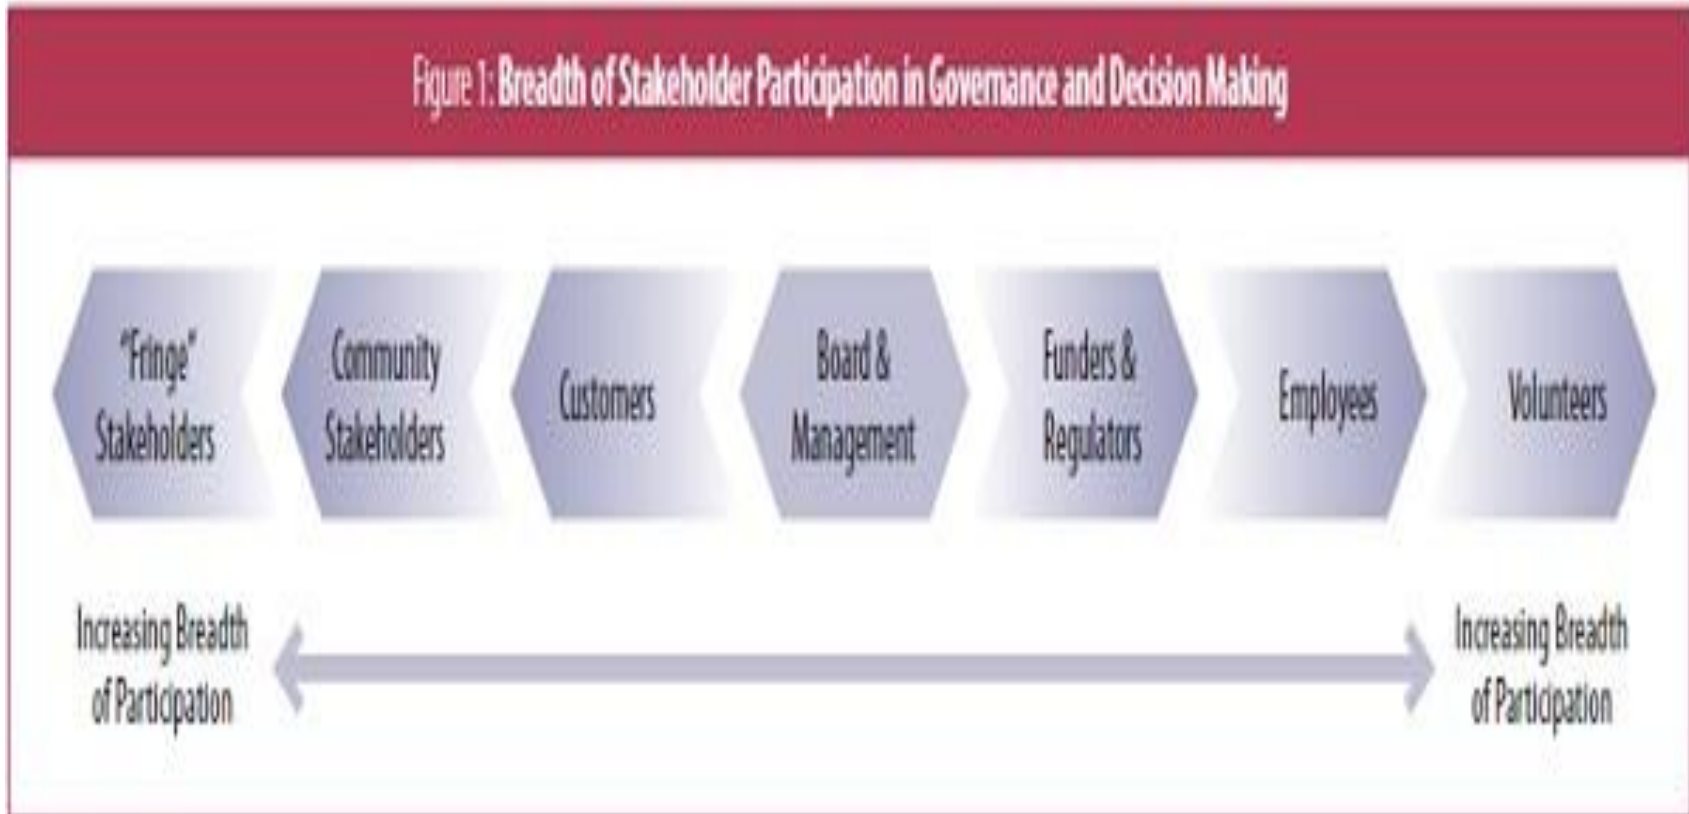 Figure 1: Breadth of Stakeholder Participation in Governance and Decision Making
"Fringe"
Stakeholders
Community
Stakeholders
Customers
Board &
Management
Funders &
Regulators
Employees
Volunteers
Increasing Breadth
of Participation
Increasing Breadth
of Participation